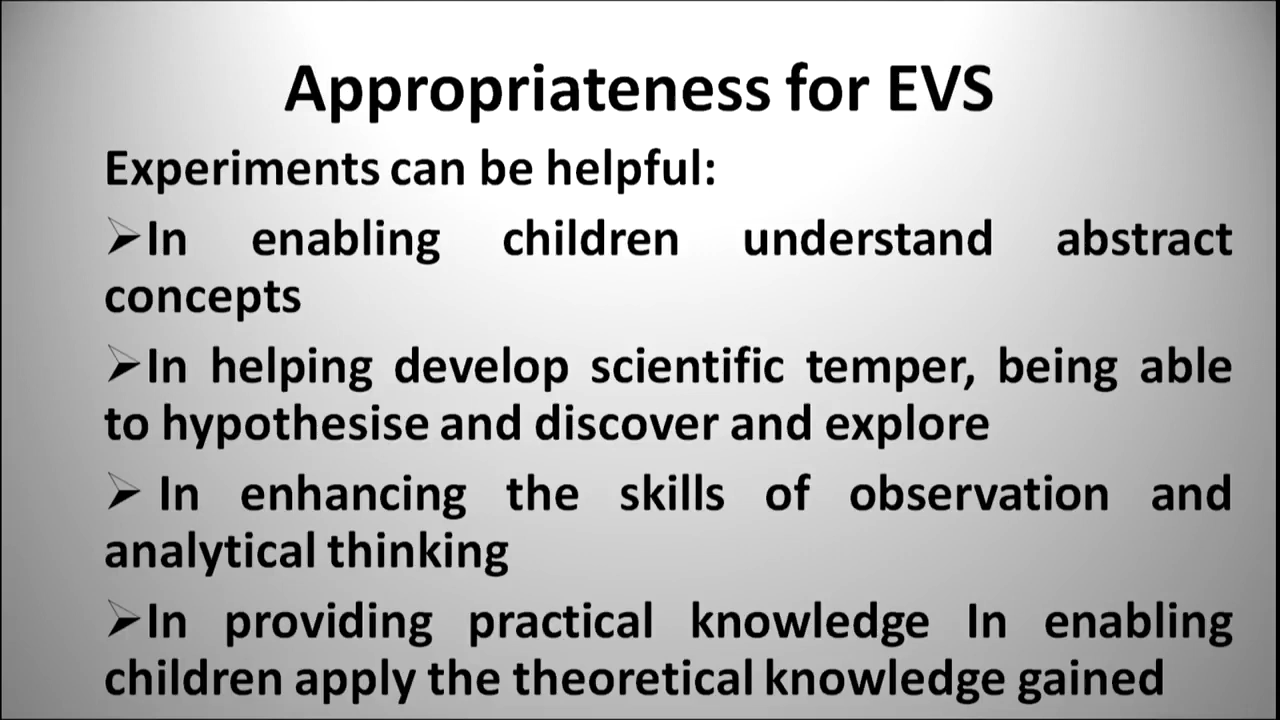 Appropriateness for EVS
Experiments can be helpful:
➢In enabling children understand abstract
concepts
➢In helping develop scientific temper, being able
to hypothesise and discover and explore
➢ In enhancing the skills of observation and
analytical thinking
➢In providing practical knowledge In enabling
children apply the theoretical knowledge gained